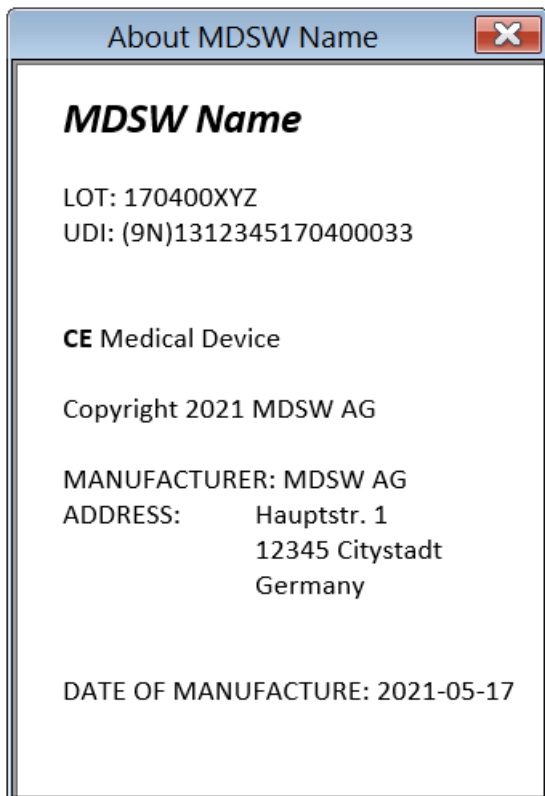 About MDSW Name
MDSW Name
LOT: 170400XYZ
UDI: (9N)1312345170400033
CE Medical Device
Copyright 2021 MDSW AG
MANUFACTURER: MDSW AG
ADDRESS: Hauptstr. 1
12345 Citystadt
Germany
DATE OF MANUFACTURE: 2021-05-17